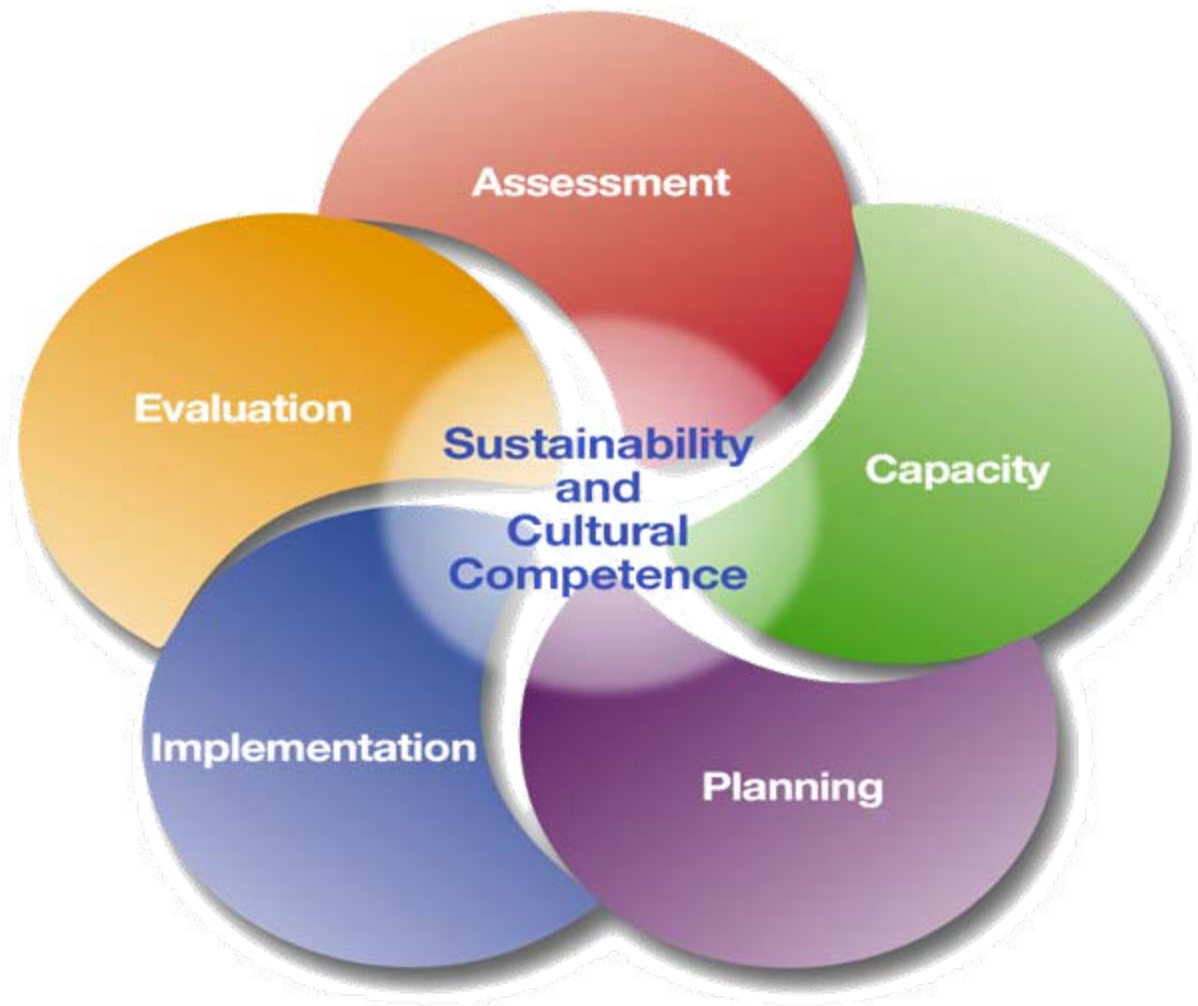 Assessment
Evaluation
Capacity
Sustainability
and
Cultural
Competence
Implementation
Planning